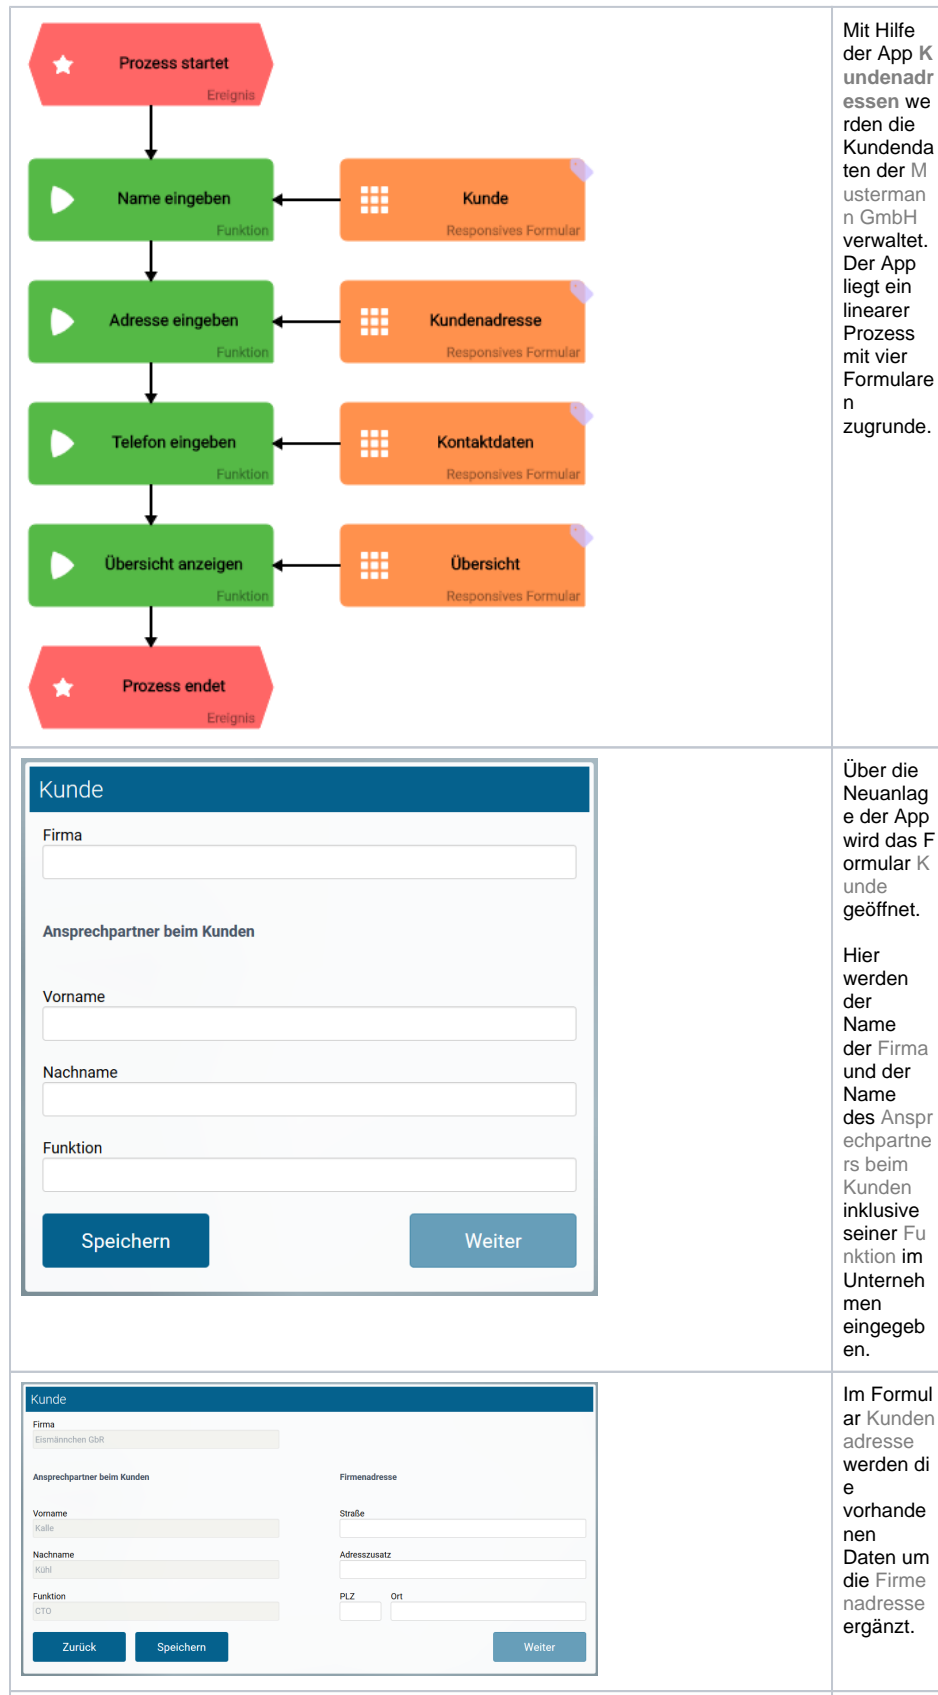 Prozess startet
Ereignis
Name eingeben
Funktion
Kunde
Responsives Formular
Adresse eingeben
Funktion
Kundenadresse
Responsives Formular
Telefon eingeben
Funktion
Kontaktdaten
Responsives Formular
Übersicht anzeigen
Funktion
Übersicht
Responsives Formular
Prozess endet
Ereignis
Mit Hilfe
der App K
undenadr
essen we
rden die
Kundenda
ten der M
usterman
n GmbH
verwaltet.
Der App
liegt ein
linearer
Prozess
mit vier
Formulare
n
zugrunde.
Kunde
Firma
Ansprechpartner beim Kunden
Vorname
Nachname
Funktion
Speichern Weiter
Über die
Neuanlag
e der App
wird das F
ormular K
unde
geöffnet.
Hier
werden
der
Name
der Firma
und der
Name
des Anspr
echpartne
rs beim
Kunden
inklusive
seiner Fu
nktion im
Unterneh
men
eingegeb
en.
Kunde
Firma
Eismännchen GbR
Ansprechpartner beim Kunden Firmenadresse
Vorname Straße
Kalle
Nachname Adresszusatz
Kühl
Funktion PLZ Ort
CTO
Zurück Speichern Weiter
Im Formul
ar Kunden
adresse
werden di
e
vorhande
nen
Daten um
die Firme
nadresse
ergänzt.